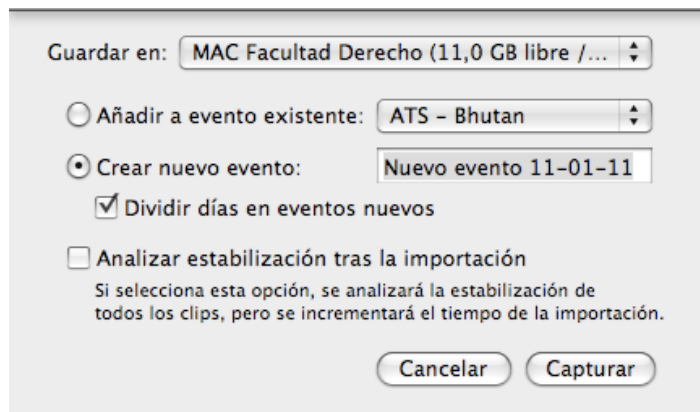 Guardar en: MAC Facultad Derecho (11,0 GB libre /...
Añadir a evento existente: ATS – Bhutan
Crear nuevo evento: Nuevo evento 11-01-11
Dividir días en eventos nuevos
Analizar estabilización tras la importación
Si selecciona esta opción, se analizará la estabilización de
todos los clips, pero se incrementará el tiempo de la importación.
Cancelar Capturar